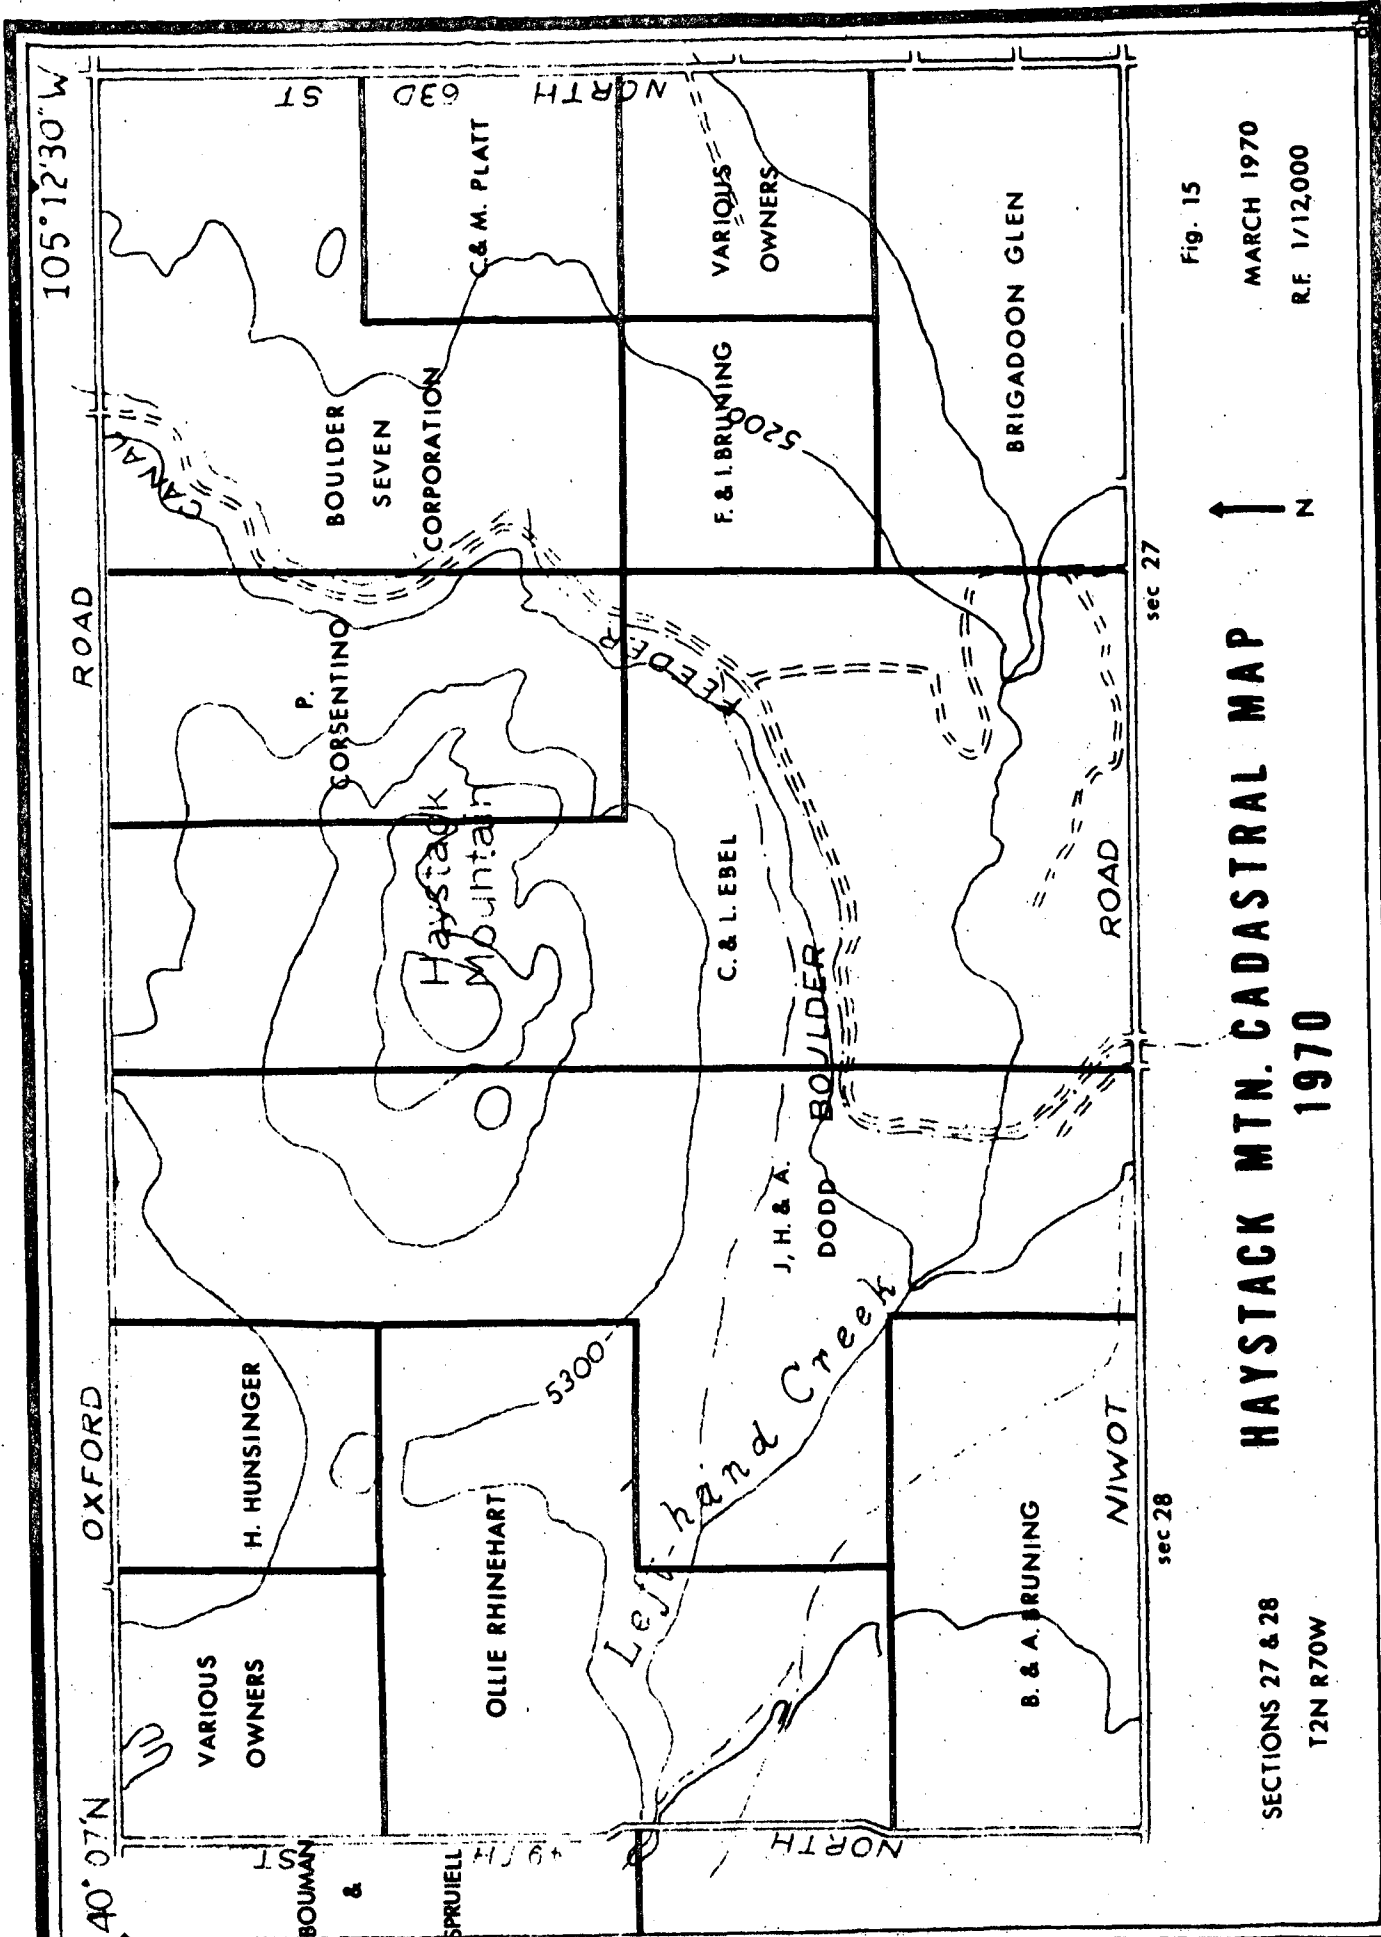 40° 07'N
105° 12' 30" W
OXFORD
ROAD
CANAL
VARIOUS
OWNERS
H. HUNSINGER
P.
CORSENTINO
BOULDER
SEVEN
CORPORATION
C.& M. PLATT
NORTH
63D
ST
BOUMAN
&
SPRUIELL
NORTH
49TH
ST
OLLIE RHINEHART
5300
Haystack
Mountain
FEEDER
F. & I. BRUNING
5200
VARIOUS
OWNERS
Left-hand Creek
J, H. & A.
DODD
C. & L. EBEL
BOULDER
B. & A. BRUNING
BRIGADOON GLEN
NIWOT
ROAD
sec 28
sec 27
SECTIONS 27 & 28
T2N R70W
HAYSTACK MTN. CADASTRAL MAP
1970
N
Fig. 15
MARCH 1970
R.F. 1/12,000